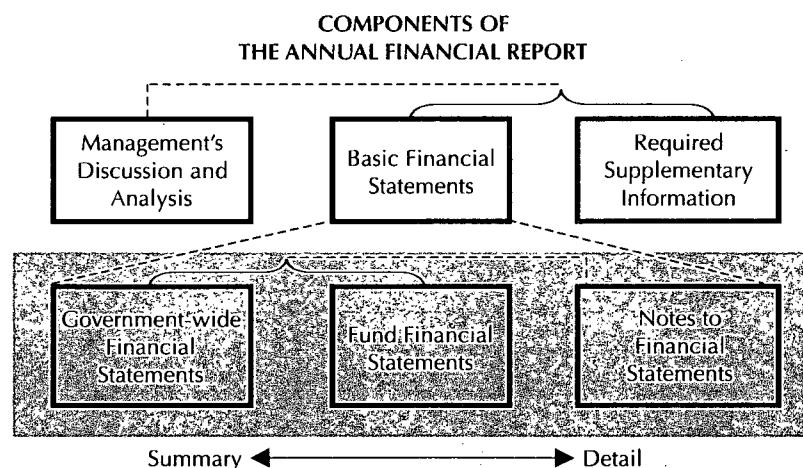 COMPONENTS OF
THE ANNUAL FINANCIAL REPORT
Management's
Discussion and
Analysis
Basic Financial
Statements
Required
Supplementary
Information
Government-wide
Financial
Statements
Fund Financial
Statements
Notes to
Financial
Statements
Summary
Detail